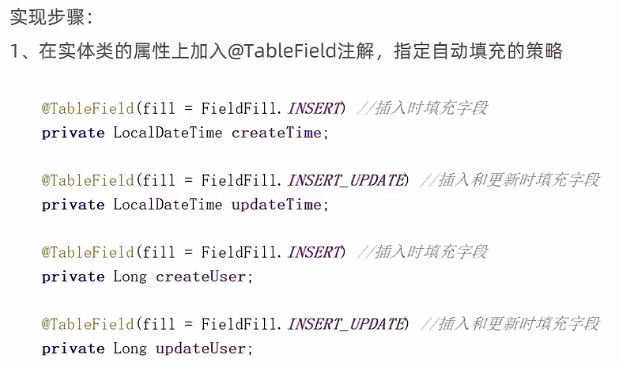 实现步骤：
1、在实体类的属性上加入@TableField注解，指定自动填充的策略
@TableField(fill = FieldFill.INSERT) //插入时填充字段
private LocalDateTime createTime;
@TableField(fill = FieldFill.INSERT_UPDATE) //插入和更新时填充字段
private LocalDateTime updateTime;
@TableField(fill = FieldFill.INSERT) //插入时填充字段
private Long createUser;
@TableField(fill = FieldFill.INSERT_UPDATE) //插入和更新时填充字段
private Long updateUser;